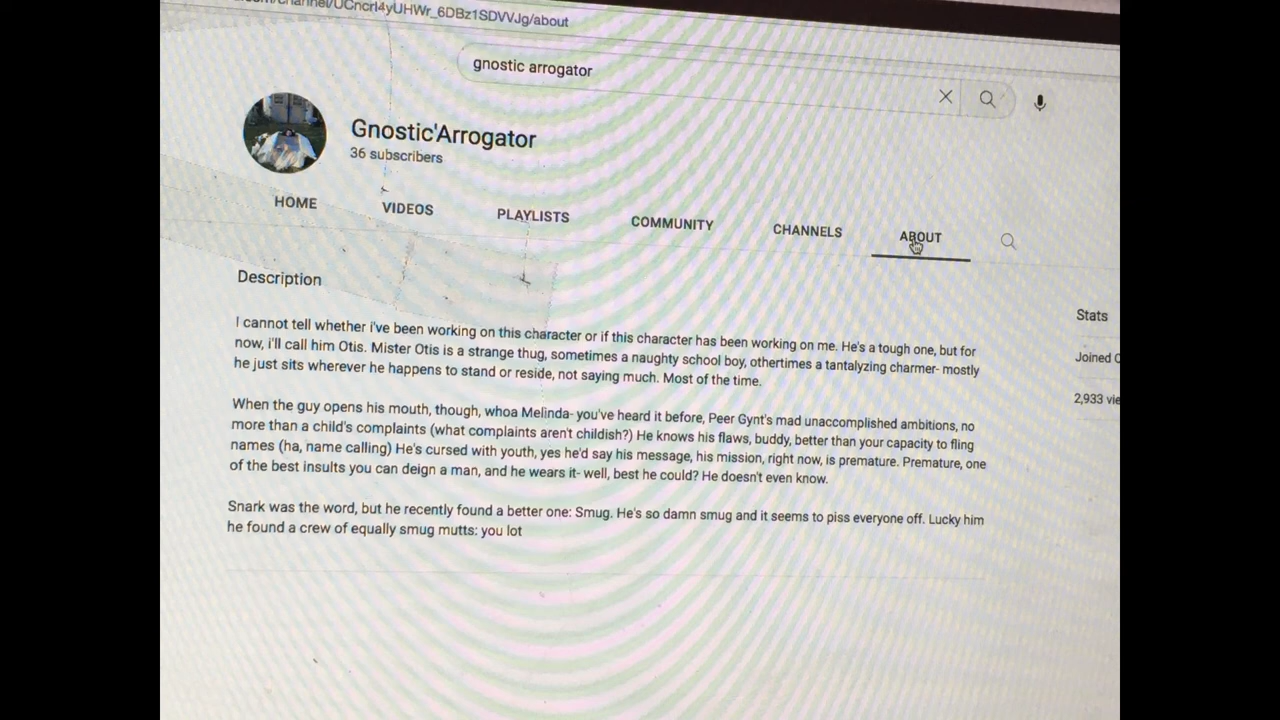 .com/channel/UCncrl4yUHWr_6DBz1SDVVJg/about
gnostic arrogator
Gnostic'Arrogator
36 subscribers
HOME VIDEOS PLAYLISTS COMMUNITY CHANNELS ABOUT
Description
Stats
I cannot tell whether i've been working on this character or if this character has been working on me. He's a tough one, but for
now, i'll call him Otis. Mister Otis is a strange thug, sometimes a naughty school boy, othertimes a tantalyzing charmer- mostly
he just sits wherever he happens to stand or reside, not saying much. Most of the time.
Joined
2,933
When the guy opens his mouth, though, whoa Melinda- you've heard it before, Peer Gynt's mad unaccomplished ambitions, no
more than a child's complaints (what complaints aren't childish?) He knows his flaws, buddy, better than your capacity to fling
names (ha, name calling) He's cursed with youth, yes he'd say his message, his mission, right now, is premature. Premature, one
of the best insults you can deign a man, and he wears it- well, best he could? He doesn't even know.
Snark was the word, but he recently found a better one: Smug. He's so damn smug and it seems to piss everyone off. Lucky him
he found a crew of equally smug mutts: you lot